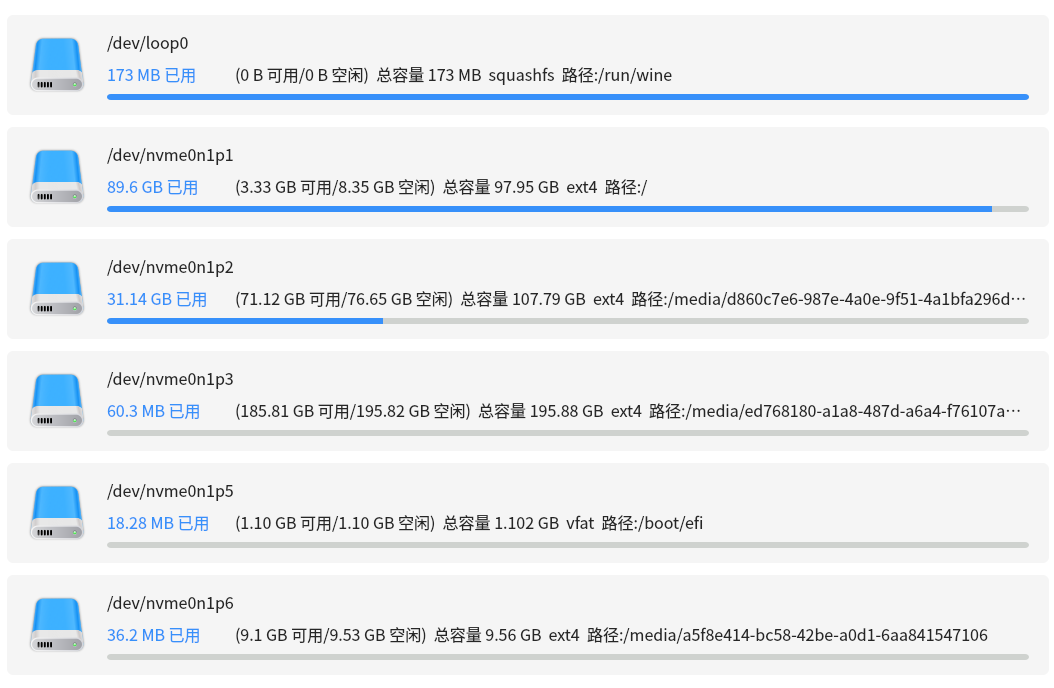 /dev/loop0
173 MB 已用 (0 B 可用/0 B 空闲) 总容量 173 MB squashfs 路径:/run/wine
/dev/nvme0n1p1
89.6 GB 已用 (3.33 GB 可用/8.35 GB 空闲) 总容量 97.95 GB ext4 路径:/
/dev/nvme0n1p2
31.14 GB 已用 (71.12 GB 可用/76.65 GB 空闲) 总容量 107.79 GB ext4 路径:/media/d860c7e6-987e-4a0e-9f51-4a1bfa296d…
/dev/nvme0n1p3
60.3 MB 已用 (185.81 GB 可用/195.82 GB 空闲) 总容量 195.88 GB ext4 路径:/media/ed768180-a1a8-487d-a6a4-f76107a…
/dev/nvme0n1p5
18.28 MB 已用 (1.10 GB 可用/1.10 GB 空闲) 总容量 1.102 GB vfat 路径:/boot/efi
/dev/nvme0n1p6
36.2 MB 已用 (9.1 GB 可用/9.53 GB 空闲) 总容量 9.56 GB ext4 路径:/media/a5f8e414-bc58-42be-a0d1-6aa841547106